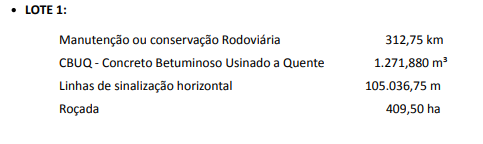 • LOTE 1:
Manutenção ou conservação Rodoviária 312,75 km
CBUQ - Concreto Betuminoso Usinado a Quente 1.271,880 m³
Linhas de sinalização horizontal 105.036,75 m
Roçada 409,50 ha